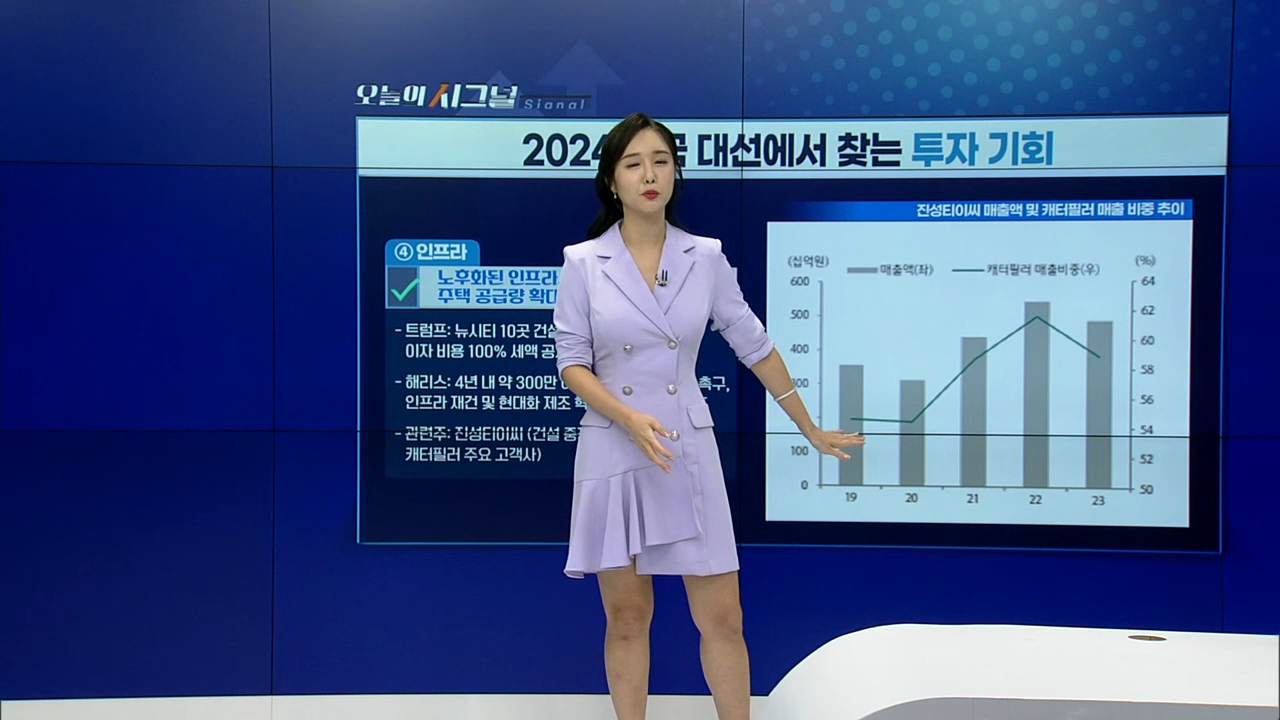 오늘의 시그널
Signal
2024 대선에서 찾는 투자 기회
진성티이씨 매출액 및 캐터필러 매출 비중 추이
④ 인프라
노후화된 인프라
주택 공급량 확대
- 트럼프: 뉴시티 10곳 건설
이자 비용 100% 세액 공
- 해리스: 4년 내 약 300만 촉구,
인프라 재건 및 현대화 제조
- 관련주: 진성티이씨 (건설 중
캐터필러 주요 고객사)
(십억원) 매출액(좌) 캐터필러 매출비중(우) (%)
600 64
500 62
400 60
300 58
56
54
100 52
0 50
19 20 21 22 23